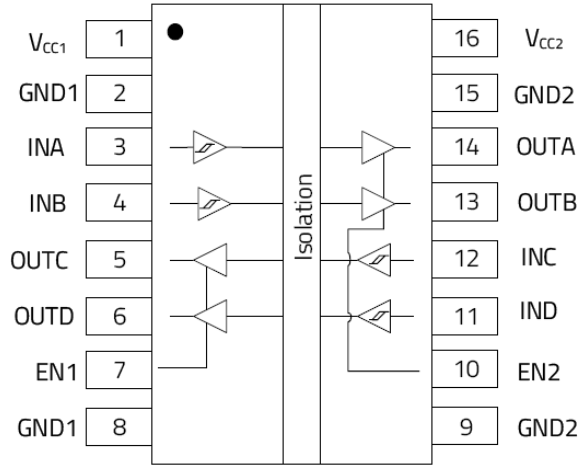 VCC1 1 16 VCC2
GND1 2 15 GND2
INA 3 14 OUTA
INB 4 13 OUTB
Isolation
OUTC 5 12 INC
OUTD 6 11 IND
EN1 7 10 EN2
GND1 8 9 GND2